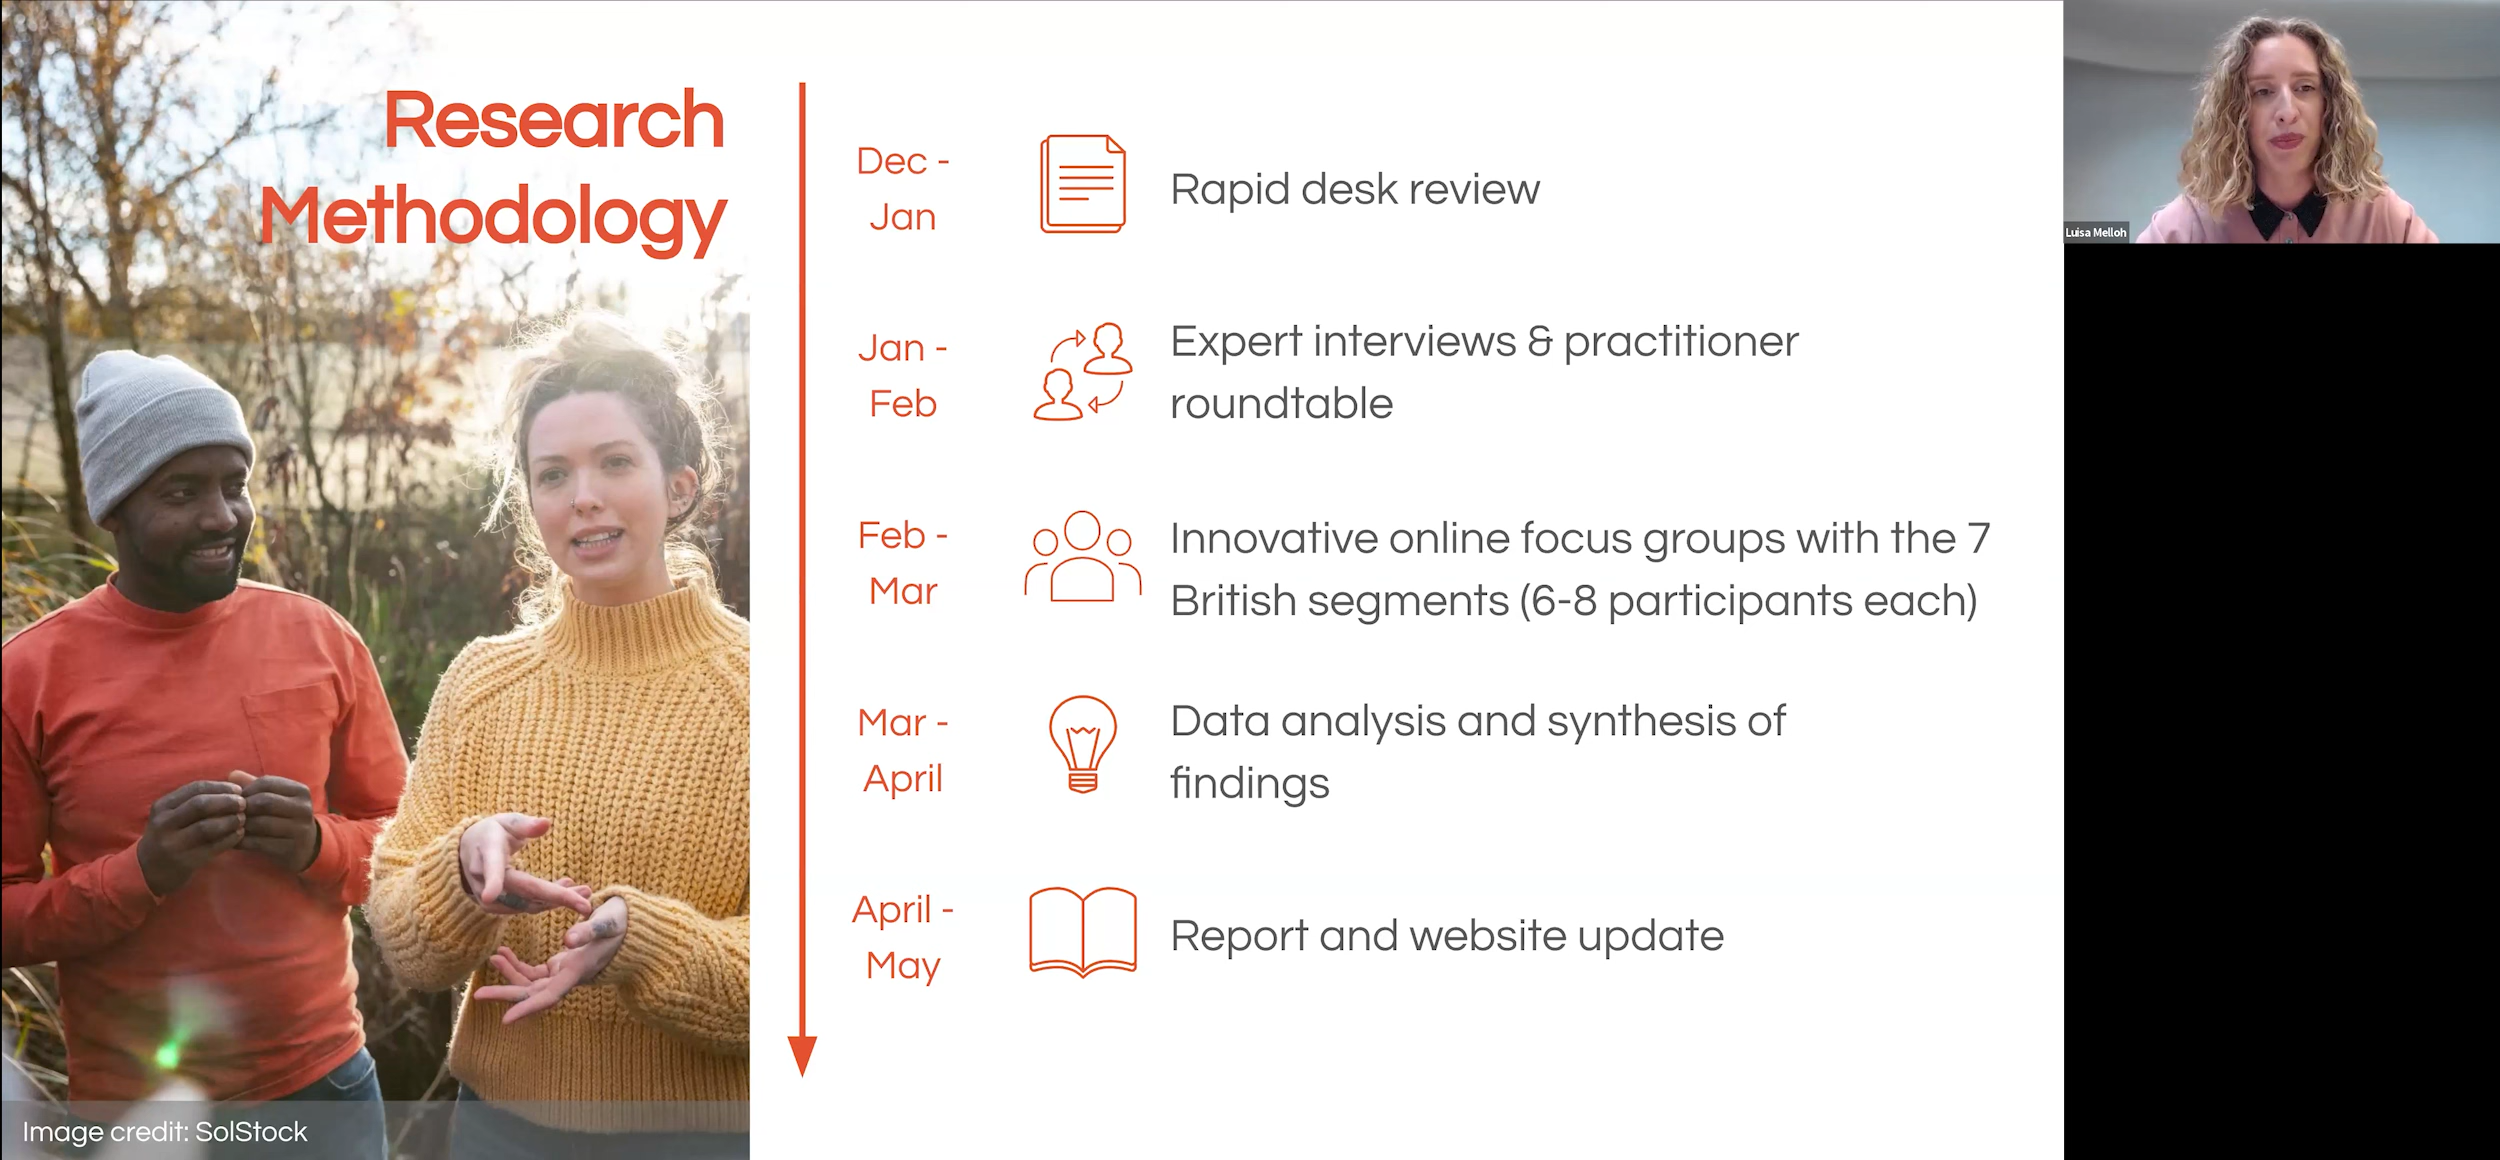 Research
Methodology
Dec -
Jan
Rapid desk review
Jan -
Feb
Expert interviews & practitioner
roundtable
Feb -
Mar
Innovative online focus groups with the 7
British segments (6-8 participants each)
Mar -
April
Data analysis and synthesis of
findings
April -
May
Report and website update
Image credit: SolStock
Luisa Melloh